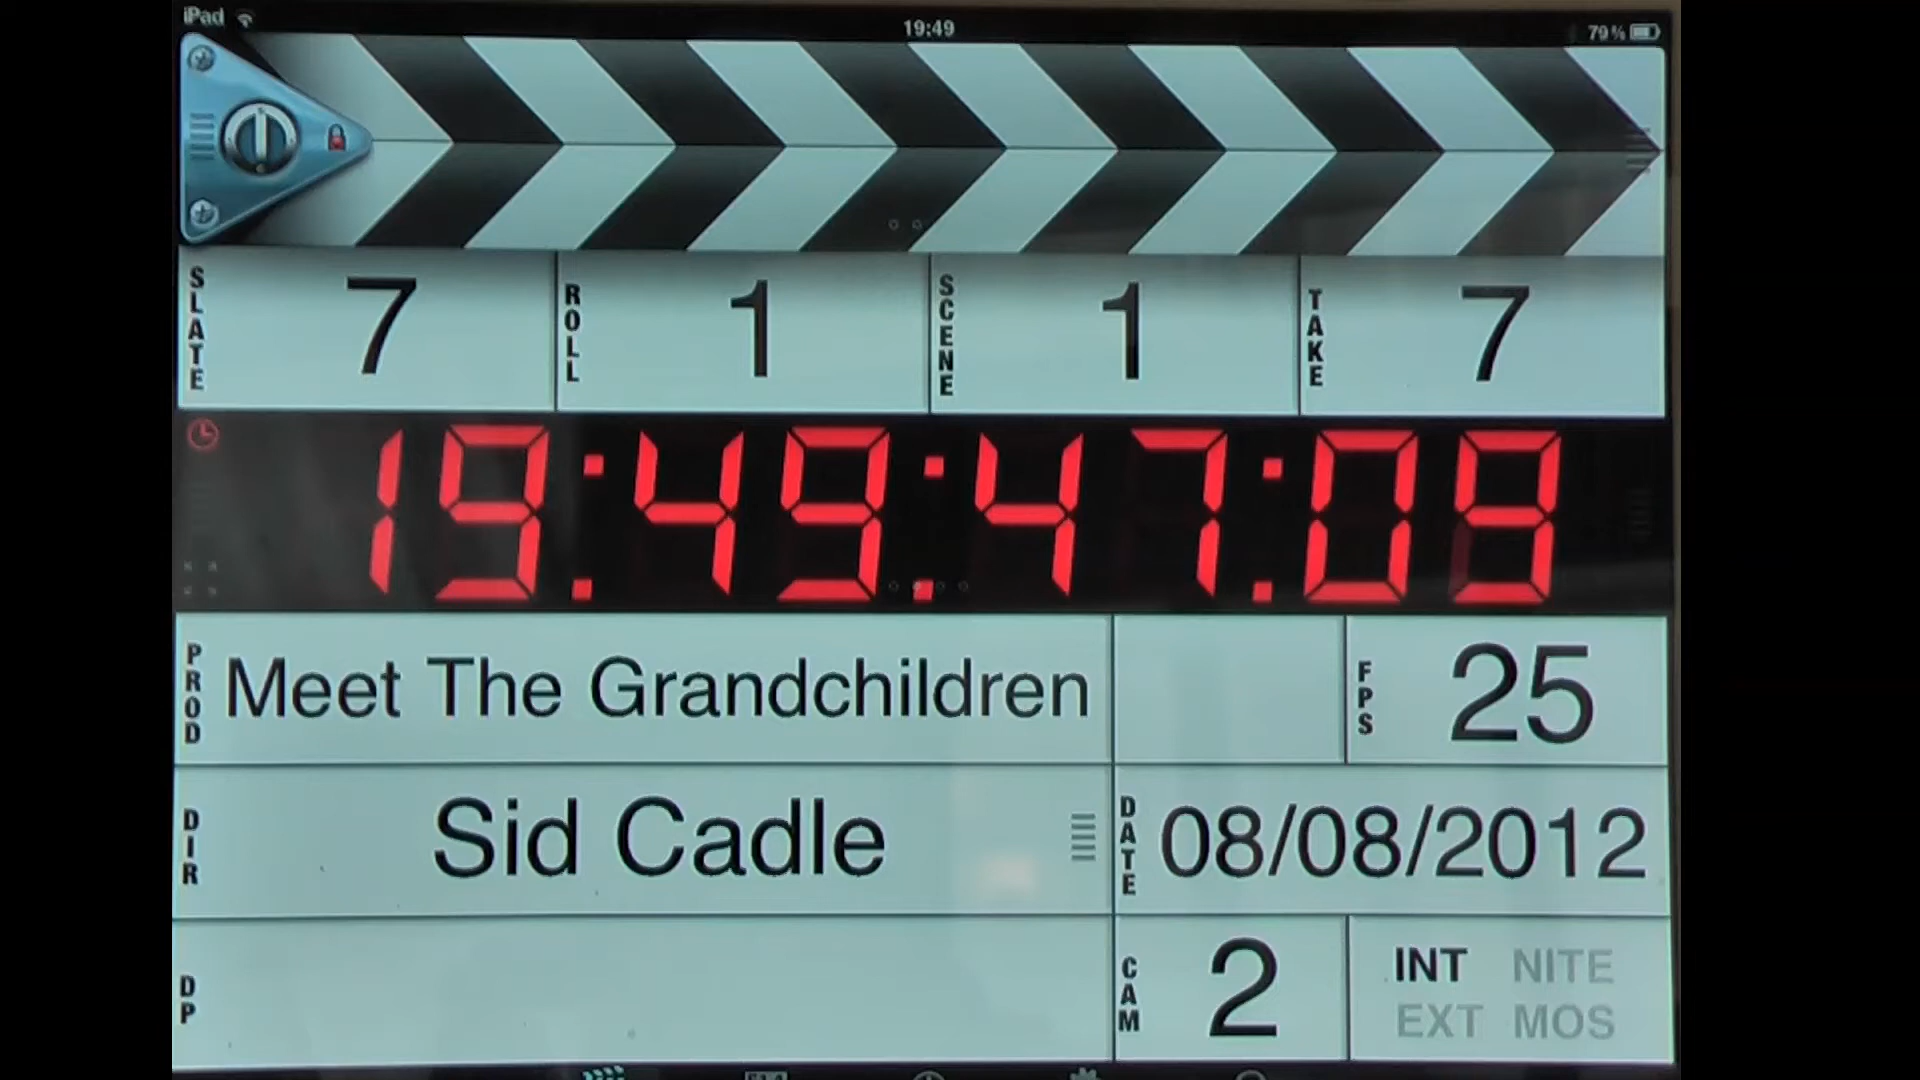 iPad 19:49 79%
SLATE 7 ROLL 1 SCENE 1 TAKE 7
19:49:47:09
PROD Meet The Grandchildren FPS 25
DIR Sid Cadle DATE 08/08/2012
DP CAM 2 INT NITE
EXT MOS